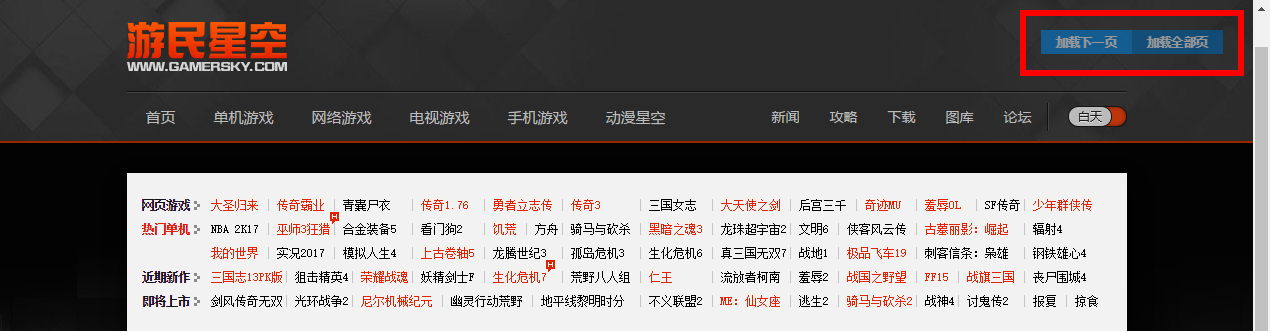 游民星空
WWW.GAMERSKY.COM
加载下一页 加载全部页
首页 单机游戏 网络游戏 电视游戏 手机游戏 动漫星空 新闻 攻略 下载 图库 论坛 白天
网页游戏 大圣归来 传奇霸业 青囊尸衣 传奇1.76 勇者立志传 传奇3 三国女志 大天使之剑 后宫三千 奇迹MU 羞辱OL SF传奇 少年群侠传
热门单机 NBA 2K17 巫师3狂猎 H 合金装备5 看门狗2 饥荒 方舟 骑马与砍杀 黑暗之魂3 龙珠超宇宙2 文明6 侠客风云传 古墓丽影：崛起 辐射4
我的世界 实况2017 模拟人生4 上古卷轴5 龙腾世纪3 孤岛危机3 生化危机6 真三国无双7 战地1 极品飞车19 刺客信条：枭雄 钢铁雄心4
近期新作 三国志13PK版 狙击精英4 荣耀战魂 妖精剑士F 生化危机7 H 荒野八人组 仁王 流放者柯南 羞辱2 战国之野望 FF15 战旗三国 丧尸围城4
即将上市 剑风传奇无双 光环战争2 尼尔机械纪元 幽灵行动荒野 地平线黎明时分 不义联盟2 ME：仙女座 逃生2 骑马与砍杀2 战神4 讨鬼传2 报复 掠食